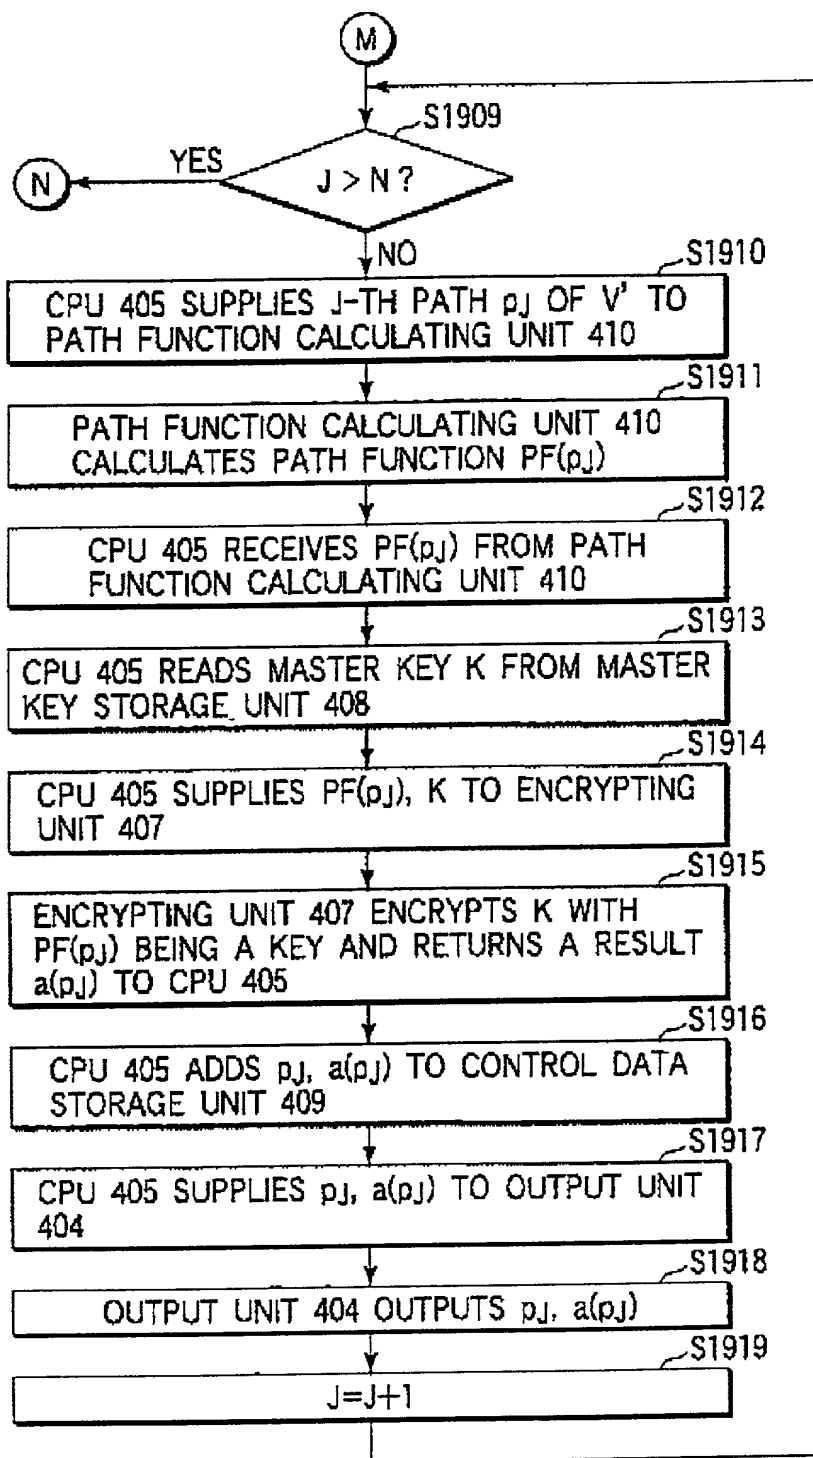 M
S1909
YES
N
J > N ?
NO
S1910
CPU 405 SUPPLIES J-TH PATH pJ OF V' TO
PATH FUNCTION CALCULATING UNIT 410
S1911
PATH FUNCTION CALCULATING UNIT 410
CALCULATES PATH FUNCTION PF(pJ)
S1912
CPU 405 RECEIVES PF(pJ) FROM PATH
FUNCTION CALCULATING UNIT 410
S1913
CPU 405 READS MASTER KEY K FROM MASTER
KEY STORAGE UNIT 408
S1914
CPU 405 SUPPLIES PF(pJ), K TO ENCRYPTING
UNIT 407
S1915
ENCRYPTING UNIT 407 ENCRYPTS K WITH
PF(pJ) BEING A KEY AND RETURNS A RESULT
a(pJ) TO CPU 405
S1916
CPU 405 ADDS pJ, a(pJ) TO CONTROL DATA
STORAGE UNIT 409
S1917
CPU 405 SUPPLIES pJ, a(pJ) TO OUTPUT UNIT
404
S1918
OUTPUT UNIT 404 OUTPUTS pJ, a(pJ)
S1919
J=J+1